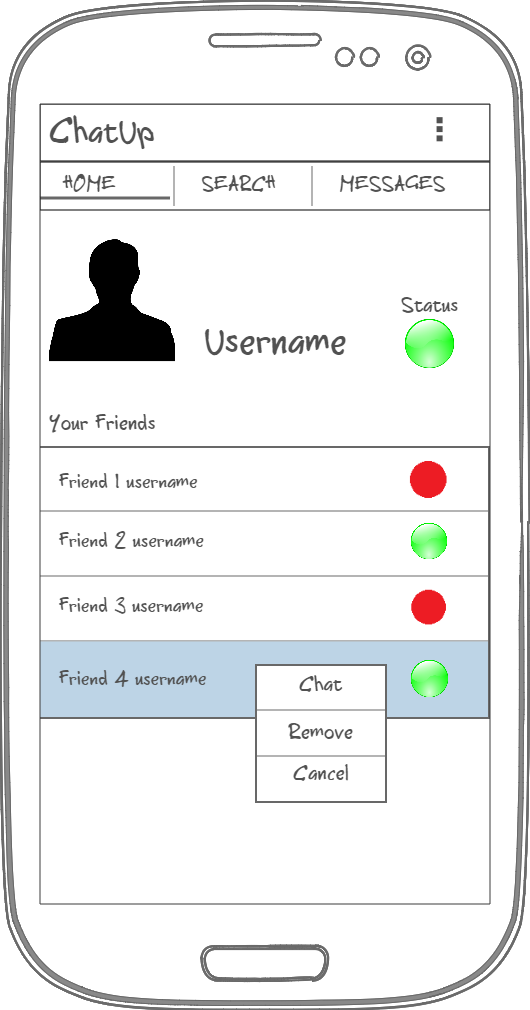 ChatUp
HOME SEARCH MESSAGES
Status
Username
Your Friends
Friend 1 username
Friend 2 username
Friend 3 username
Friend 4 username
Chat
Remove
Cancel